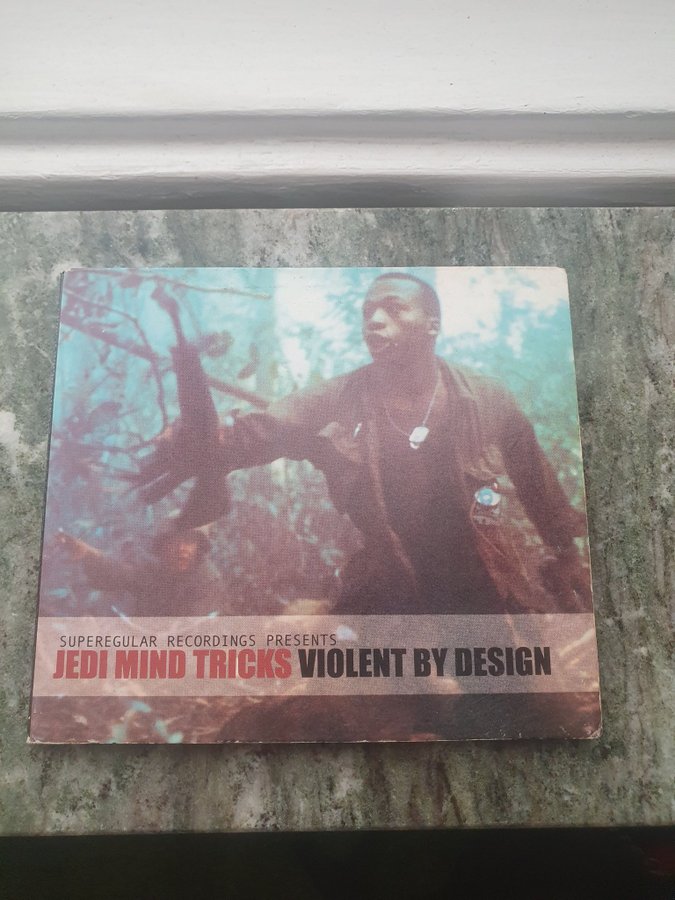 SUPEREGULAR RECORDINGS PRESENTS
JEDI MIND TRICKS VIOLENT BY DESIGN